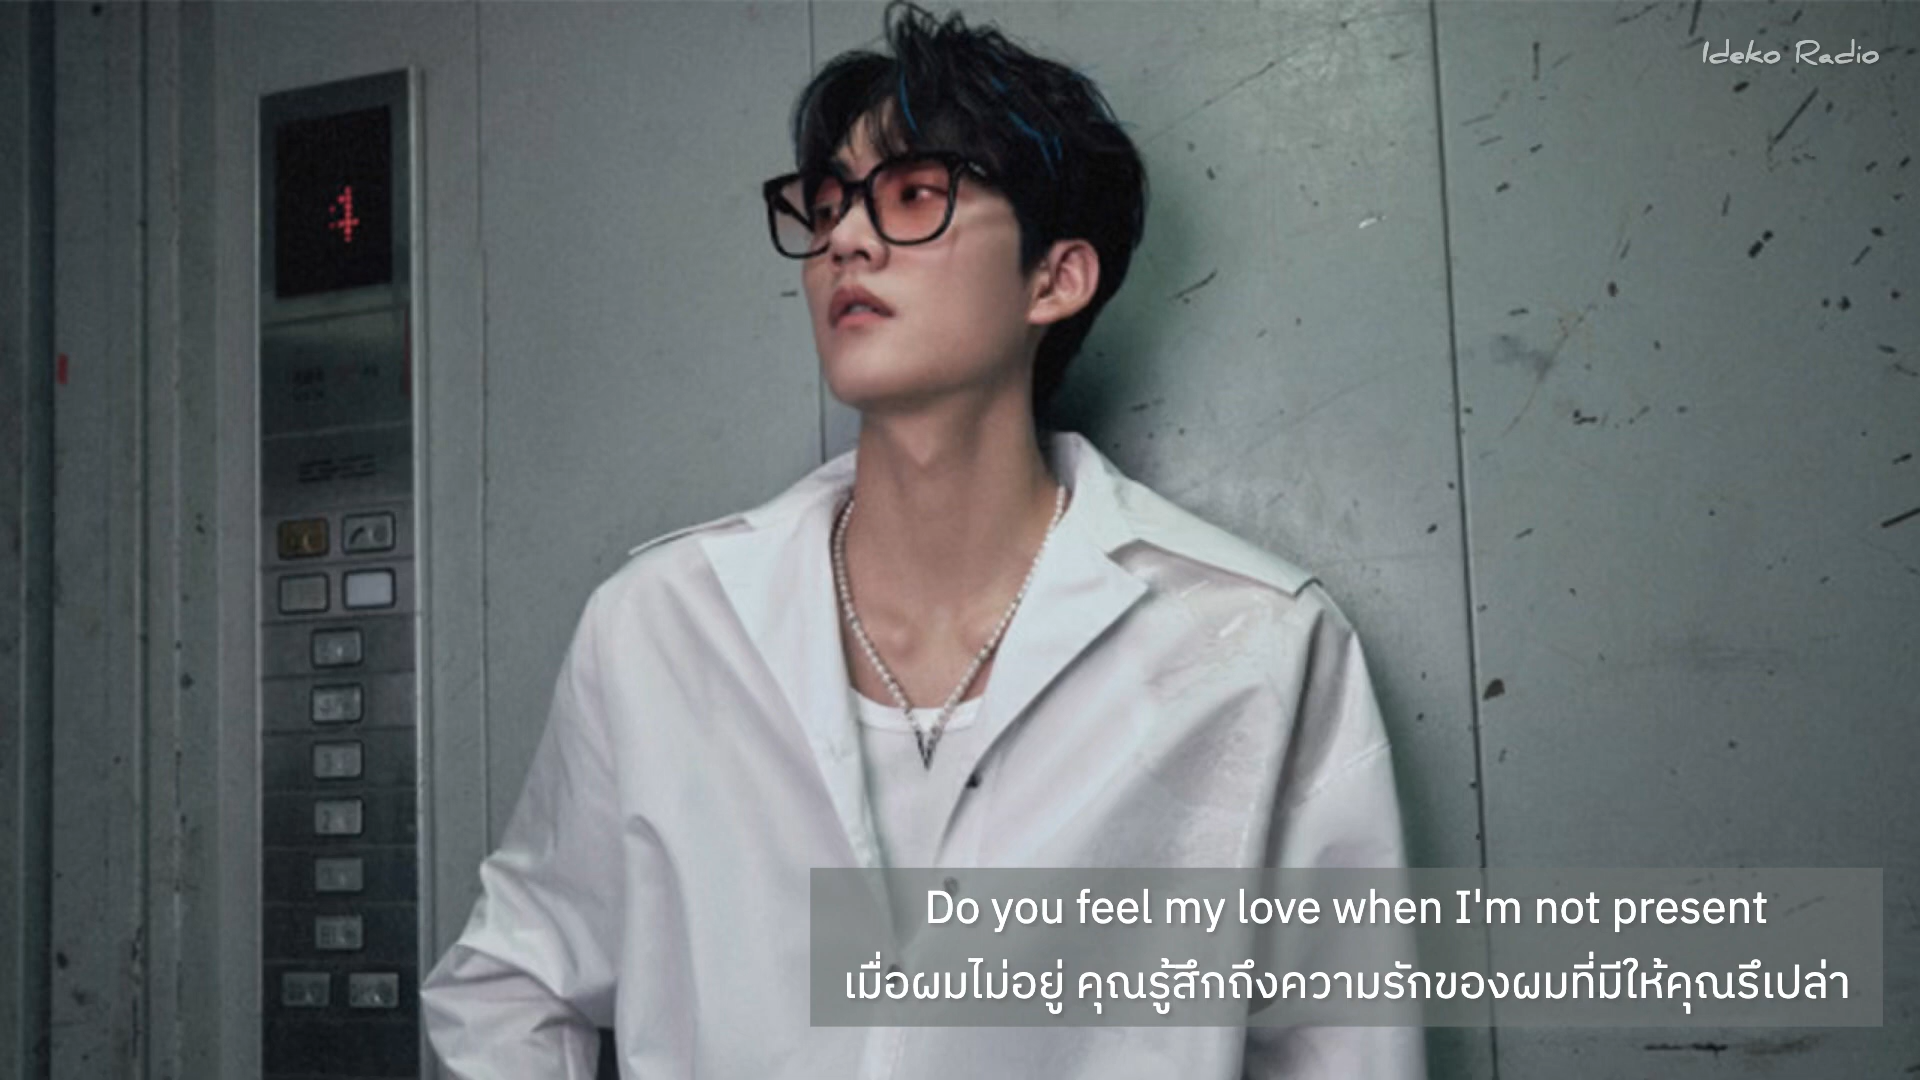 Ideko Radio
Do you feel my love when I'm not present
เมื่อผมไม่อยู่ คุณรู้สึกถึงความรักของผมที่มีให้คุณรึเปล่า